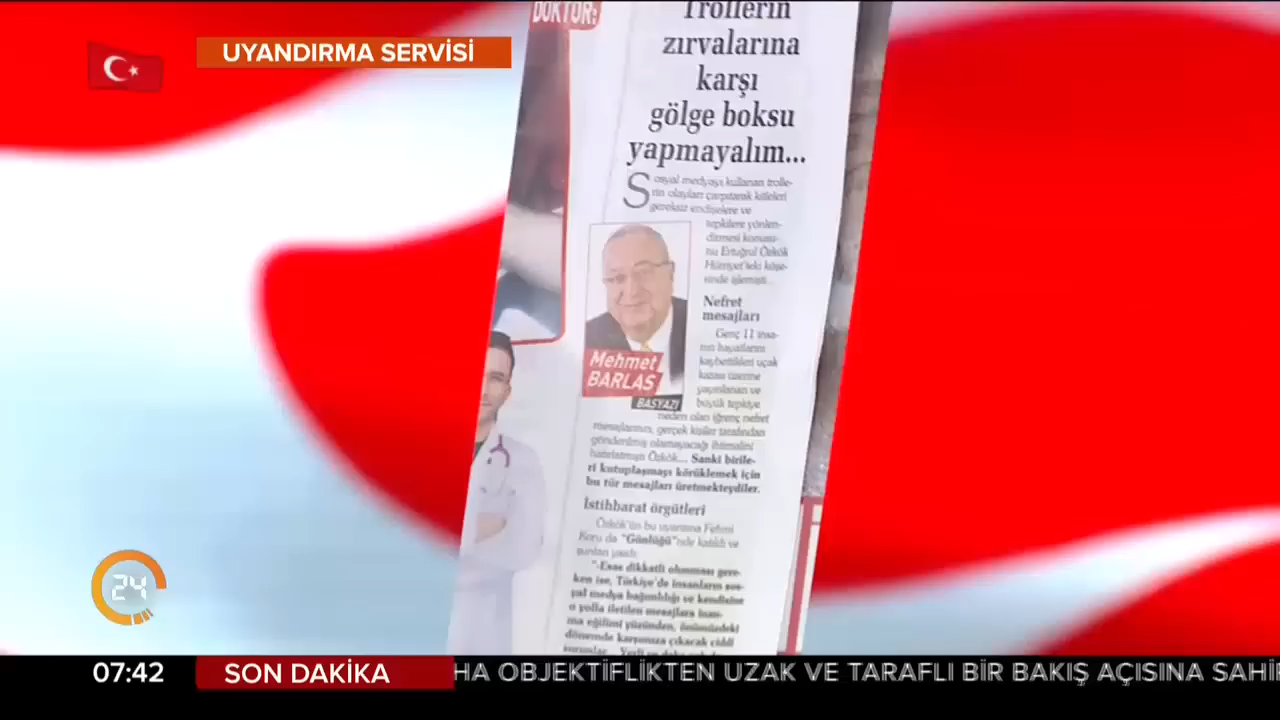 UYANDIRMA SERVİSİ
DOKTOR:
Trollerin
zırvalarına
karşı
gölge boksu
yapmayalım...
Sosyal medyayı kullanan trolle-
rin olayları çarpıtarak kitleleri
gereksiz endişelere ve
tepkilere yönlen-
dirmesi konusu-
nu Ertuğrul Özkök
Hürriyet'teki köşe-
sinde işlemişti...
Nefret
mesajları
Genç 11 insa-
nın hayatlarını
kaybettikleri uçak
kazası üzerine
yayınlanan ve
büyük tepkiye
neden olan iğrenç nefret
mesajlarının, gerçek kişiler tarafından
gönderilmiş olamayacağı ihtimalini
hatırlatmıştı Özkök... Sanki birile-
ri kutuplaşmayı körüklemek için
bu tür mesajları üretmekteydiler.
Mehmet
BARLAS
BAŞYAZI
İstihbarat örgütleri
Özkök'ün bu uyarısına Fehmi
Koru da "Günlüğü"nde katıldı ve
şunları yazdı:
"-Esas dikkatli olunması gere-
ken ise, Türkiye'de insanların sos-
yal medya bağımlılığı ve kendisine
o yolla iletilen mesajlara inan-
ma eğilimi yüzünden, önümüzdeki
dönemde karşımıza çıkacak ciddi
24
07:42
SON DAKİKA
HA OBJEKTİFLİKTEN UZAK VE TARAFLI BİR BAKIŞ AÇISINA SAHİ